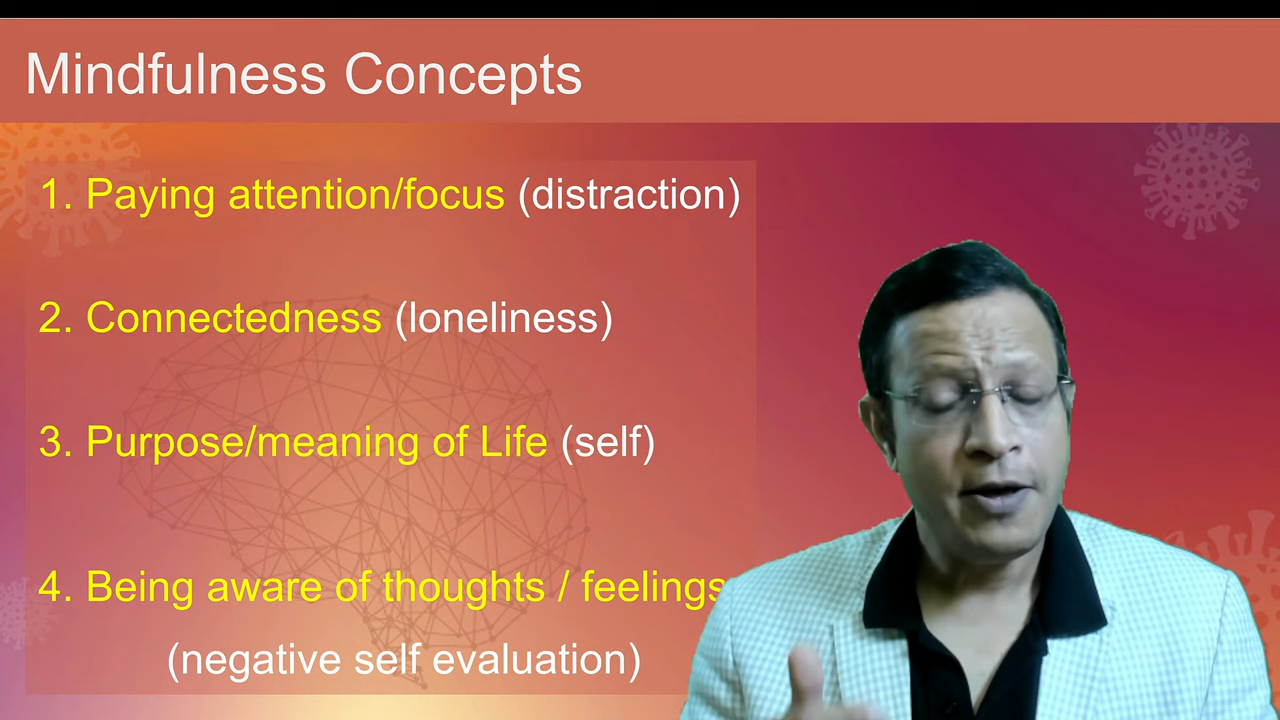 Mindfulness Concepts
1. Paying attention/focus (distraction)
2. Connectedness (loneliness)
3. Purpose/meaning of Life (self)
4. Being aware of thoughts / feelings
(negative self evaluation)